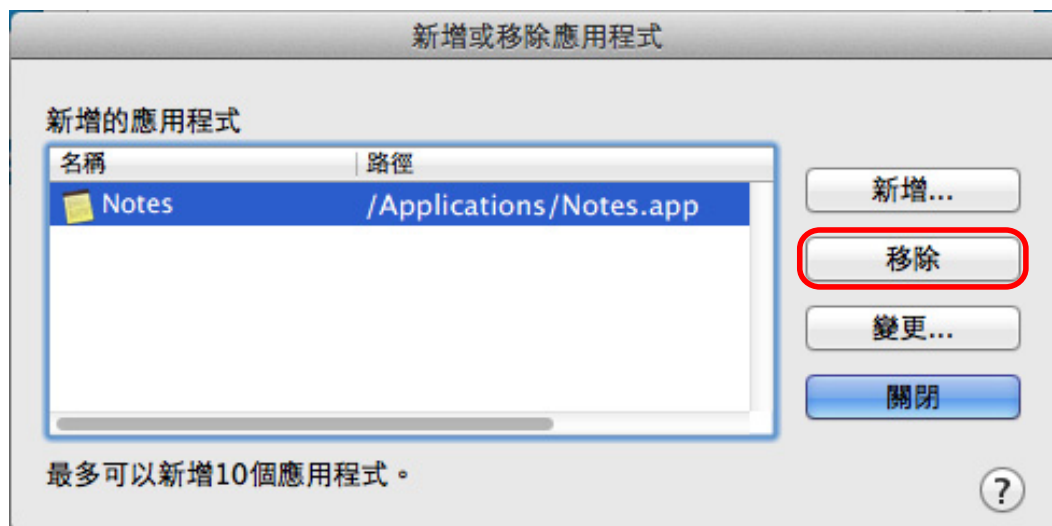 新增或移除應用程式
新增的應用程式
名稱 路徑
Notes /Applications/Notes.app
新增...
移除
變更...
關閉
最多可以新增10個應用程式。
?